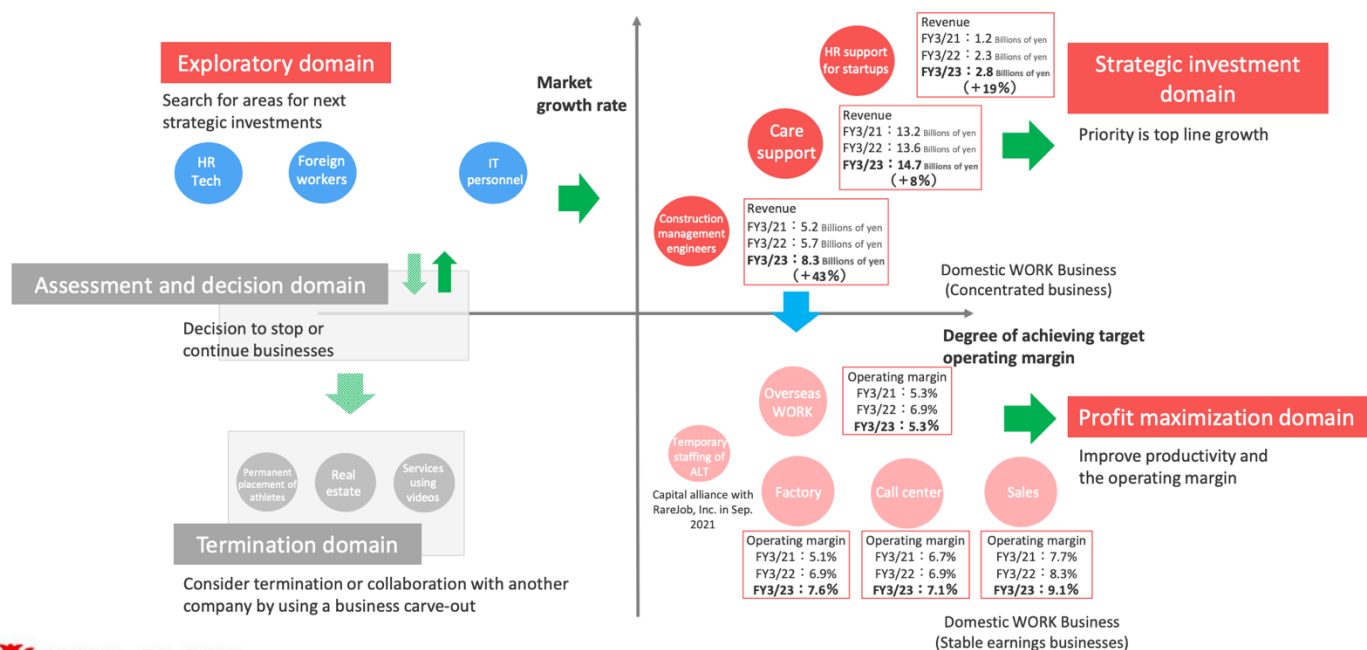 Exploratory domain
Search for areas for next
strategic investments
HR
Tech
Foreign
workers
IT
personnel
Market
growth rate
HR support
for startups
Revenue
FY3/21：1.2 Billions of yen
FY3/22：2.3 Billions of yen
FY3/23：2.8 Billions of yen
(+19%)
Strategic investment
domain
Priority is top line growth
Care
support
Revenue
FY3/21：13.2 Billions of yen
FY3/22：13.6 Billions of yen
FY3/23：14.7 Billions of yen
(+8%)
Construction
management
engineers
Revenue
FY3/21：5.2 Billions of yen
FY3/22：5.7 Billions of yen
FY3/23：8.3 Billions of yen
(+43%)
Assessment and decision domain
Decision to stop or
continue businesses
Domestic WORK Business
(Concentrated business)
Degree of achieving target
operating margin
Overseas
WORK
Operating margin
FY3/21：5.3%
FY3/22：6.9%
FY3/23：5.3%
Profit maximization domain
Improve productivity and
the operating margin
Temporary
staffing of
ALT
Capital alliance with
RareJob, Inc. in Sep.
2021
Factory
Call center
Sales
Operating margin
FY3/21：5.1%
FY3/22：6.9%
FY3/23：7.6%
Operating margin
FY3/21：6.7%
FY3/22：6.9%
FY3/23：7.1%
Operating margin
FY3/21：7.7%
FY3/22：8.3%
FY3/23：9.1%
Domestic WORK Business
(Stable earnings businesses)
Permanent
placement of
athletes
Real
estate
Services
using
videos
Termination domain
Consider termination or collaboration with another
company by using a business carve-out